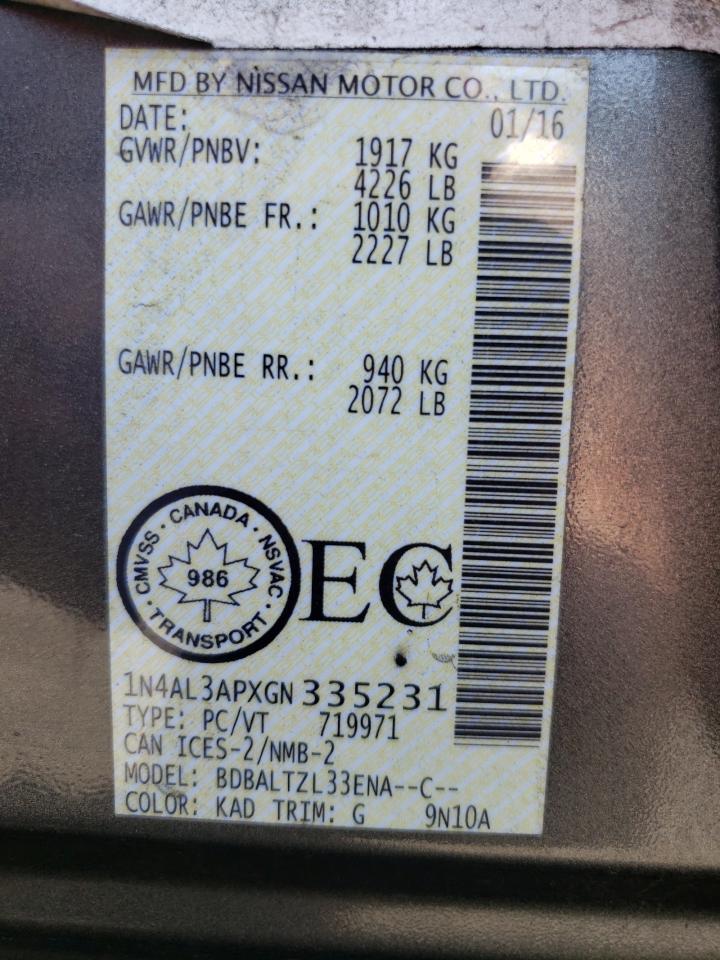 MFD BY NISSAN MOTOR CO., LTD.
DATE: 01/16
GVWR/PNBV: 1917 KG
4226 LB
GAWR/PNBE FR.: 1010 KG
2227 LB
GAWR/PNBE RR.: 940 KG
2072 LB
CMVSS · CANADA · NSVAC
986
· TRANSPORT ·
EC
1N4AL3APXGN335231
TYPE: PC/VT 719971
CAN ICES-2/NMB-2
MODEL: BDBALTZL33ENA--C--
COLOR: KAD TRIM: G 9N10A